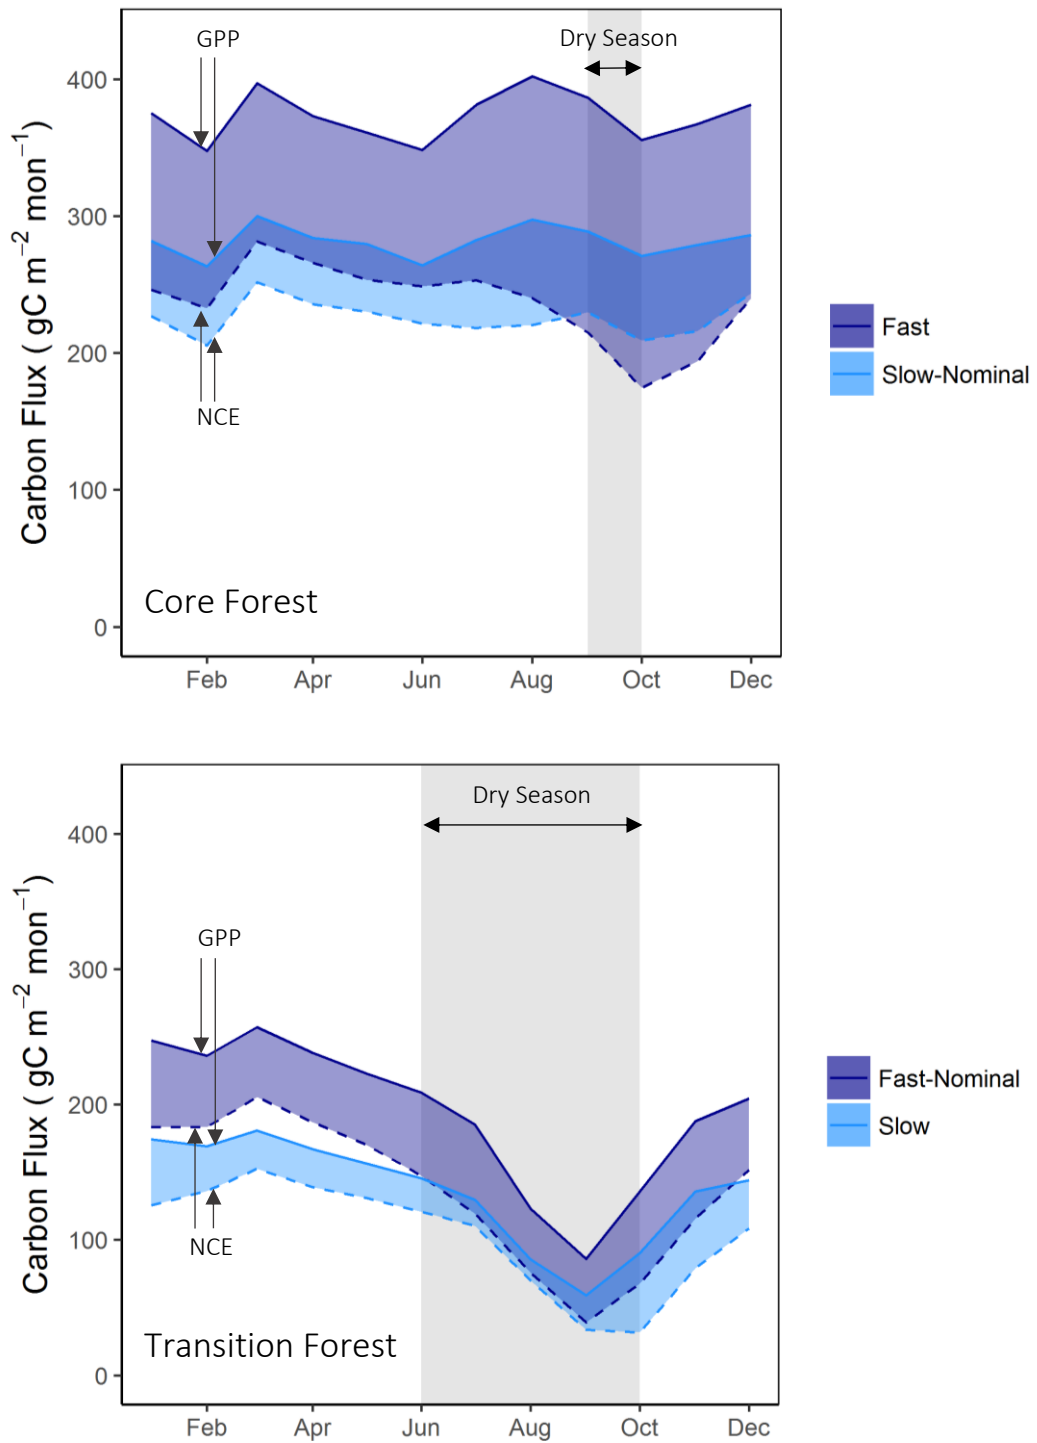 GPP
Dry Season
400
300
200
100
0
Carbon Flux ( gC m⁻² mon⁻¹)
NCE
Core Forest
Feb Apr Jun Aug Oct Dec
Fast
Slow-Nominal
Dry Season
400
300
200
100
0
Carbon Flux ( gC m⁻² mon⁻¹)
GPP
NCE
Transition Forest
Feb Apr Jun Aug Oct Dec
Fast-Nominal
Slow